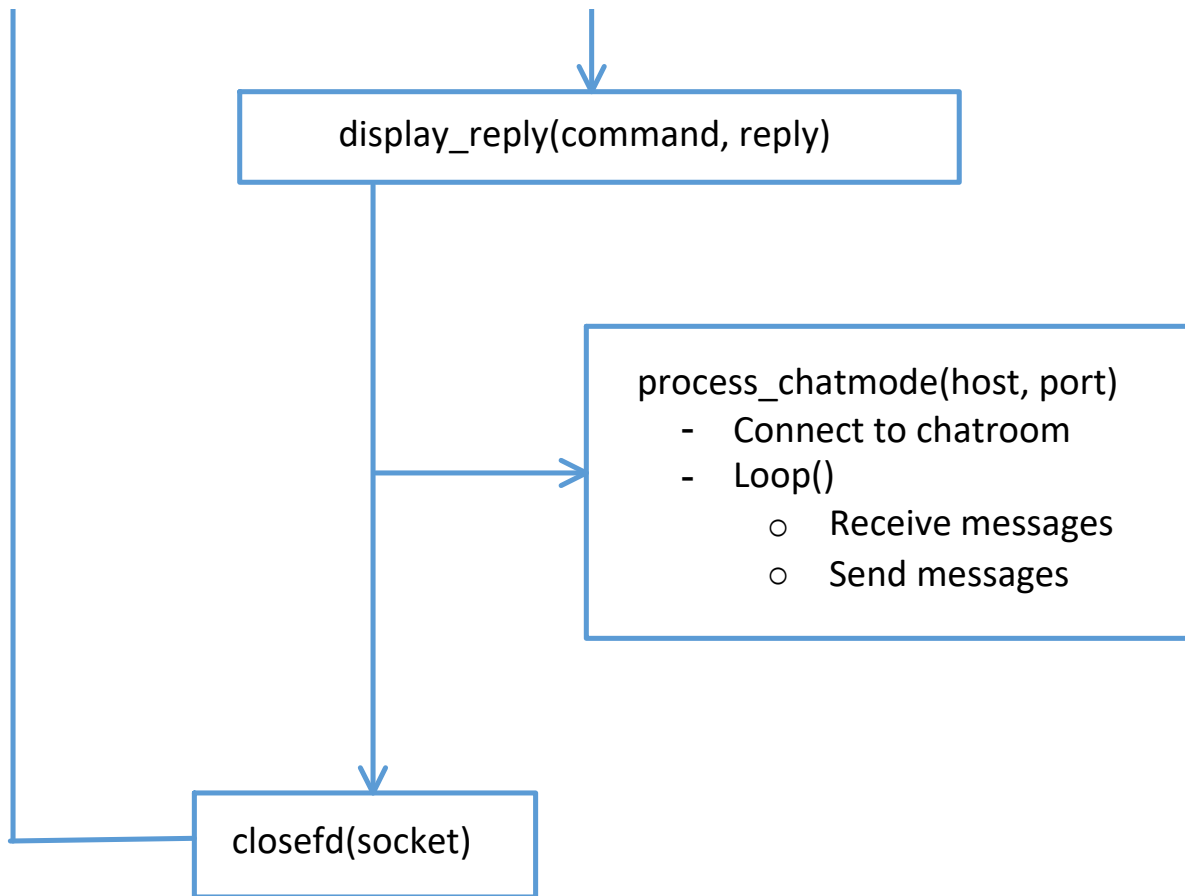 display_reply(command, reply)
process_chatmode(host, port)
- Connect to chatroom
- Loop()
o Receive messages
o Send messages
closefd(socket)